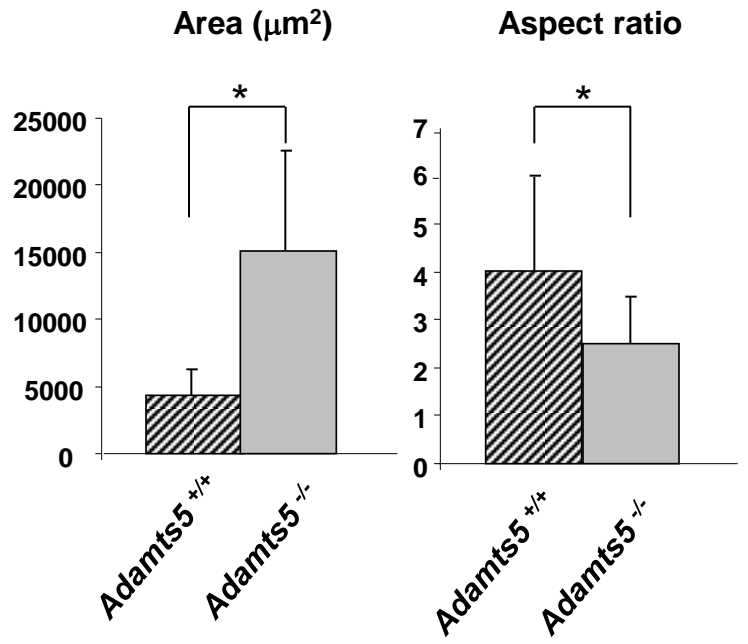 Area (μm²)
*
25000
20000
15000
10000
5000
0
Adamts5 +/+
Adamts5 -/-
Aspect ratio
*
7
6
5
4
3
2
1
0
Adamts5 +/+
Adamts5 -/-